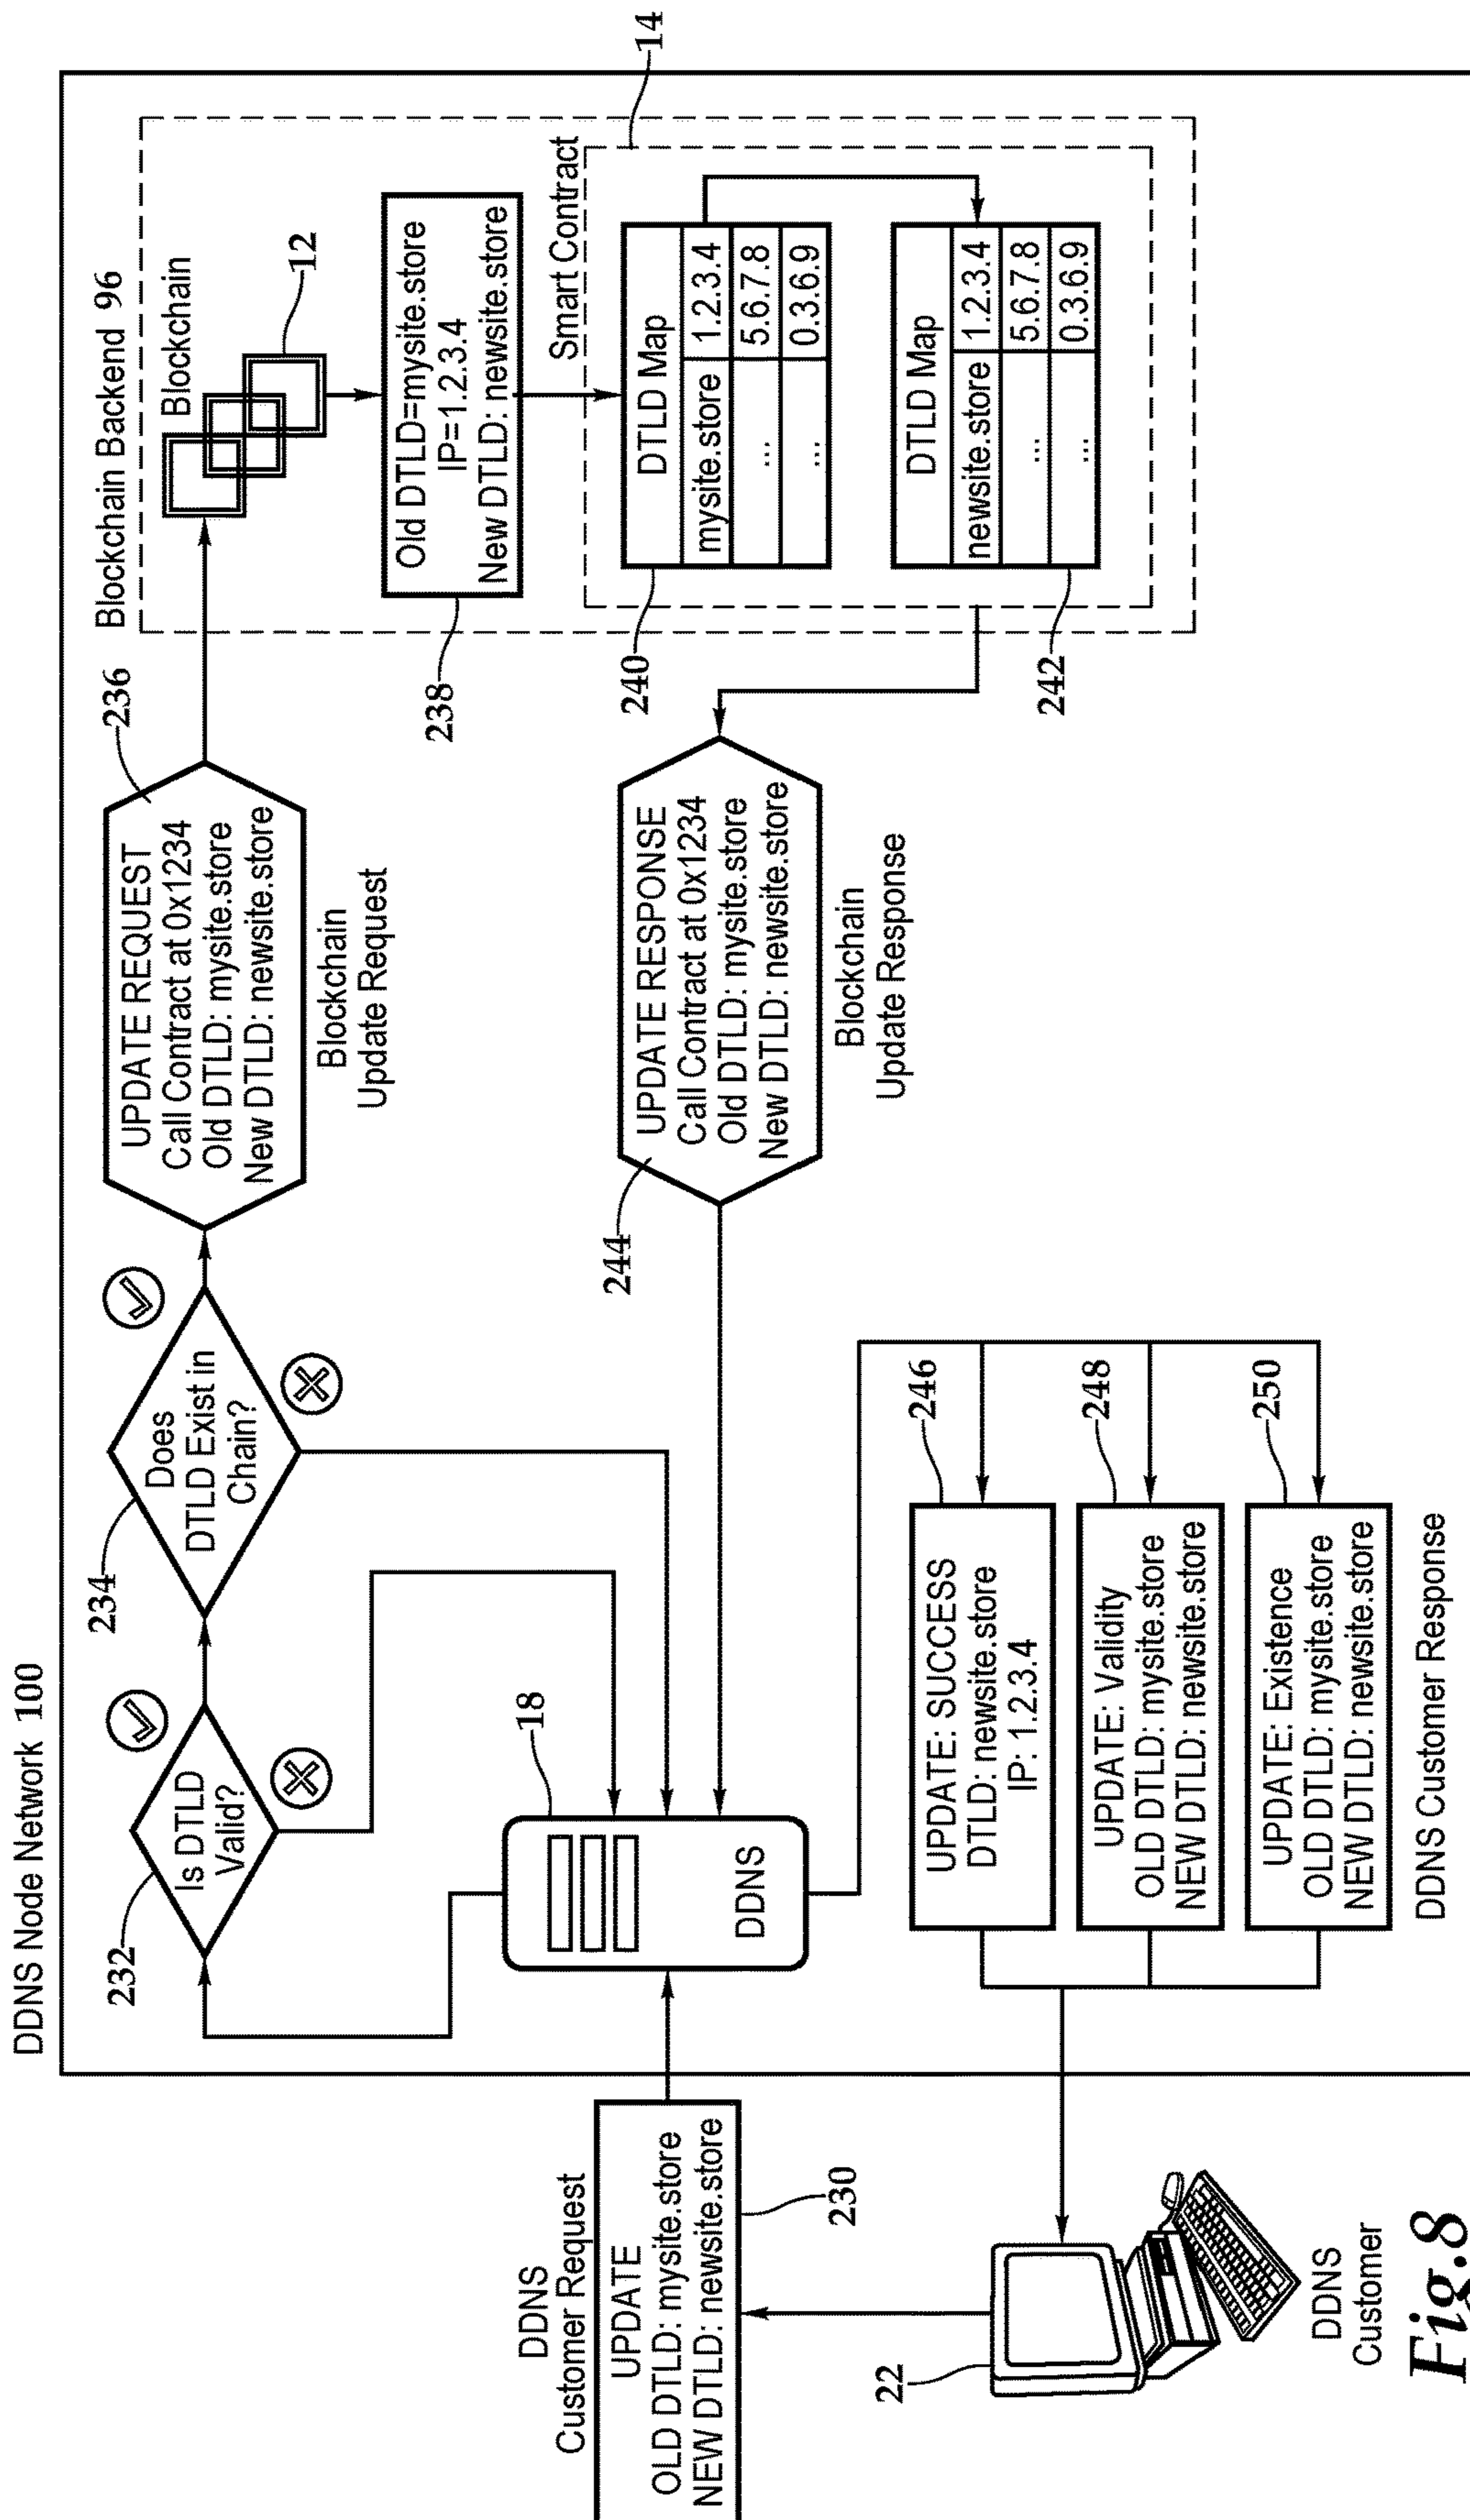 DDNS Node Network 100
Blockchain Backend 96
Blockchain
12
14
232
Is DTLD
Valid?
234
Does
DTLD Exist in
Chain?
236
UPDATE REQUEST
Call Contract at 0x1234
Old DTLD: mysite.store
New DTLD: newsite.store
Blockchain
Update Request
238
Old DTLD=mysite.store
IP=1.2.3.4
New DTLD: newsite.store
Smart Contract
240
DTLD Map
mysite.store 1.2.3.4
... 5.6.7.8
... 0.3.6.9
242
DTLD Map
newsite.store 1.2.3.4
... 5.6.7.8
... 0.3.6.9
244
UPDATE RESPONSE
Call Contract at 0x1234
Old DTLD: mysite.store
New DTLD: newsite.store
Blockchain
Update Response
18
DDNS
DDNS
Customer Request
UPDATE
OLD DTLD: mysite.store
NEW DTLD: newsite.store
230
246
UPDATE: SUCCESS
DTLD: newsite.store
IP: 1.2.3.4
248
UPDATE: Validity
OLD DTLD: mysite.store
NEW DTLD: newsite.store
250
UPDATE: Existence
OLD DTLD: mysite.store
NEW DTLD: newsite.store
DDNS Customer Response
22
DDNS
Customer
Fig.8